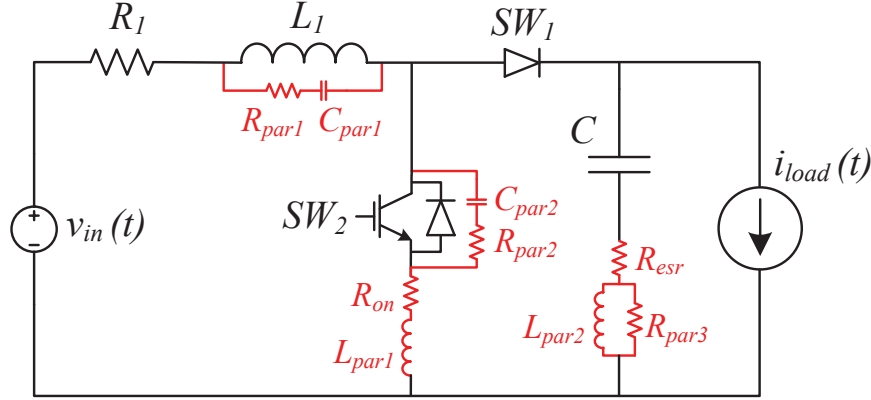 R1 L1 SW1
Rpar1 Cpar1
C
iload(t)
+
vin(t)
−
SW2
Cpar2
Rpar2
Resr
Ron
Lpar1
Lpar2 Rpar3